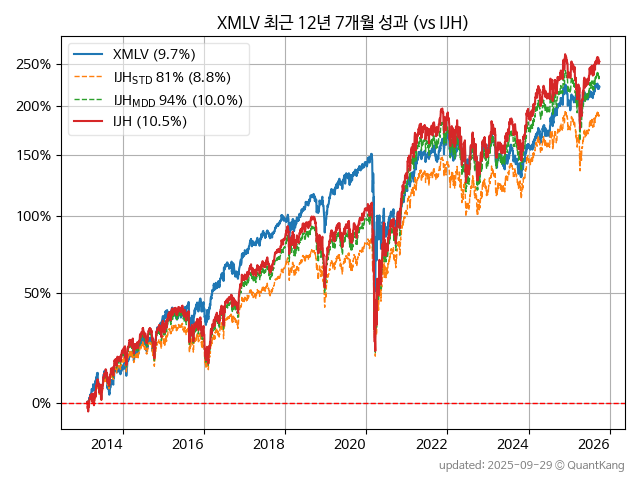 XMLV 최근 12년 7개월 성과 (vs IJH)
XMLV (9.7%)
IJH_STD 81% (8.8%)
IJH_MDD 94% (10.0%)
IJH (10.5%)
250%
200%
150%
100%
50%
0%
2014 2016 2018 2020 2022 2024 2026
updated: 2025-09-29 © QuantKang